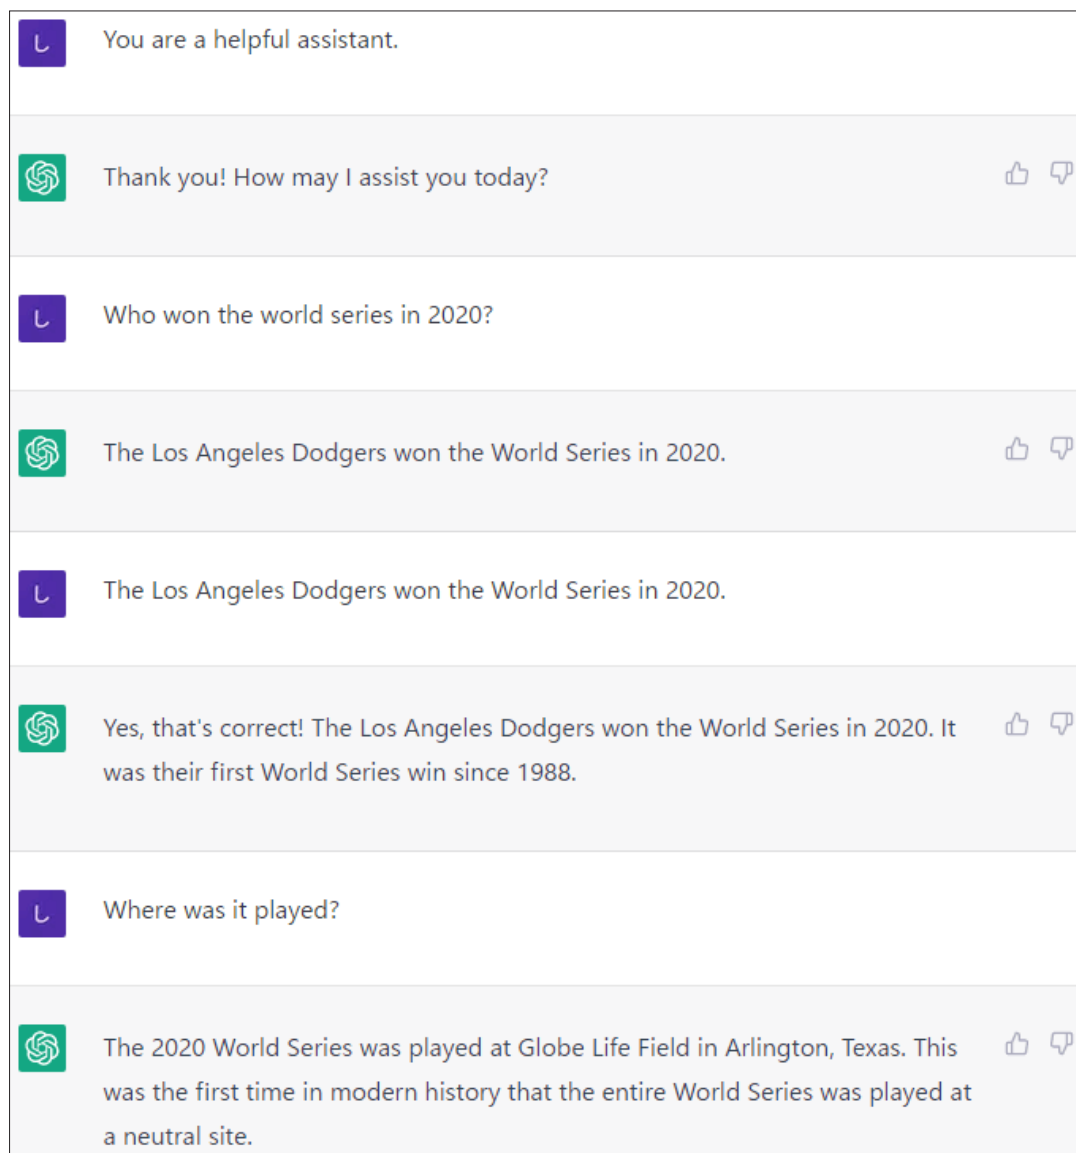 You are a helpful assistant.
Thank you! How may I assist you today?
Who won the world series in 2020?
The Los Angeles Dodgers won the World Series in 2020.
The Los Angeles Dodgers won the World Series in 2020.
Yes, that's correct! The Los Angeles Dodgers won the World Series in 2020. It
was their first World Series win since 1988.
Where was it played?
The 2020 World Series was played at Globe Life Field in Arlington, Texas. This
was the first time in modern history that the entire World Series was played at
a neutral site.